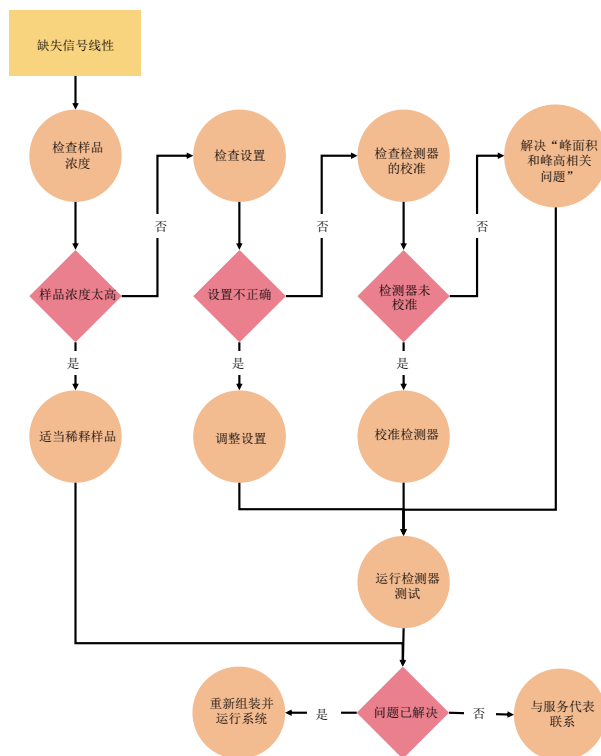 缺失信号线性
检查样品
浓度
检查设置
检查检测器
的校准
解决“峰面积
和峰高相关
问题”
否
否
否
样品浓度太高
设置不正确
检测器未
校准
是
是
是
适当稀释样品
调整设置
校准检测器
运行检测器
测试
重新组装并
运行系统
是
问题已解决
否
与服务代表
联系